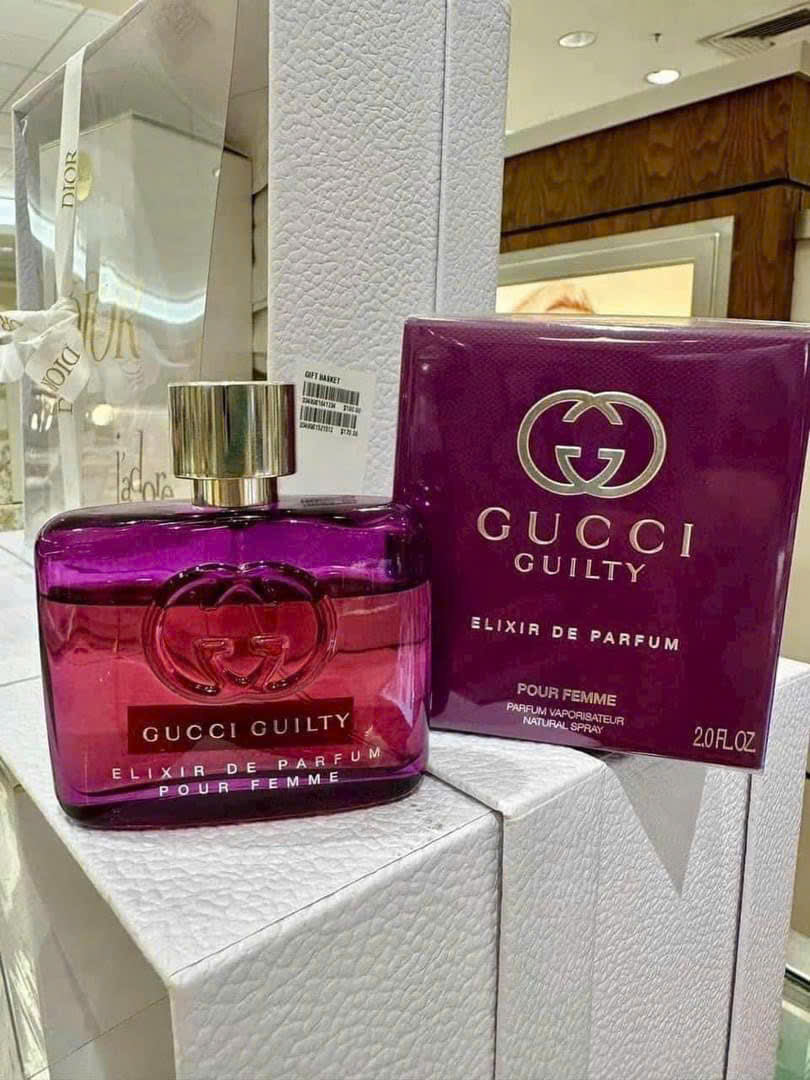 DIOR
DIOR
j'adore
GIFT BASKET
GUCCI
GUILTY
ELIXIR DE PARFUM
POUR FEMME
PARFUM VAPORISATEUR
NATURAL SPRAY
2.0 FL.OZ
GUCCI GUILTY
ELIXIR DE PARFUM
POUR FEMME